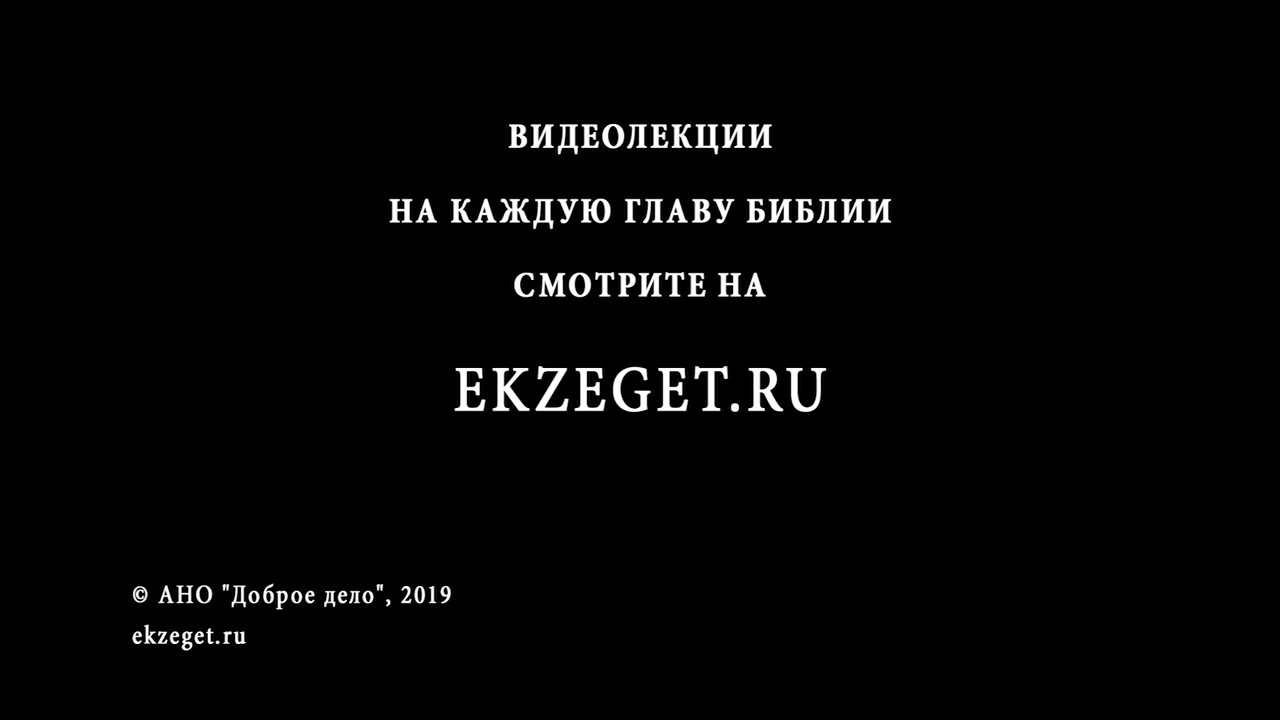 ВИДЕОЛЕКЦИИ
НА КАЖДУЮ ГЛАВУ БИБЛИИ
СМОТРИТЕ НА
EKZEGET.RU
© АНО "Доброе дело", 2019
ekzeget.ru